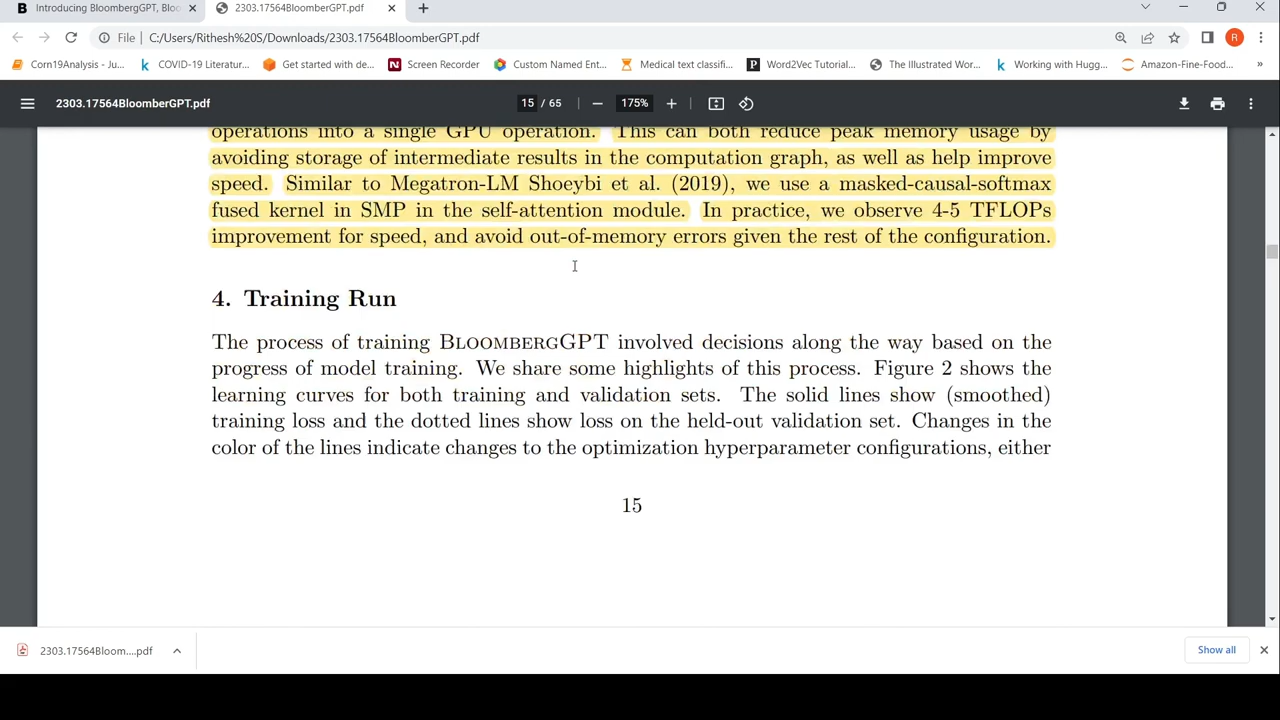 Introducing BloombergGPT, Bloo
2303.17564BloomberGPT.pdf
File
C:/Users/Rithesh%20S/Downloads/2303.17564BloomberGPT.pdf
R
Corn19Analysis - Ju...
COVID-19 Literatur...
Get started with de...
Screen Recorder
Custom Named Ent...
Medical text classifi...
Word2Vec Tutorial...
The Illustrated Wor...
Working with Hugg...
Amazon-Fine-Food...
2303.17564BloomberGPT.pdf
15 / 65
175%
operations into a single GPU operation. This can both reduce peak memory usage by
avoiding storage of intermediate results in the computation graph, as well as help improve
speed. Similar to Megatron-LM Shoeybi et al. (2019), we use a masked-causal-softmax
fused kernel in SMP in the self-attention module. In practice, we observe 4-5 TFLOPs
improvement for speed, and avoid out-of-memory errors given the rest of the configuration.
4. Training Run
The process of training BLOOMBERGGPT involved decisions along the way based on the
progress of model training. We share some highlights of this process. Figure 2 shows the
learning curves for both training and validation sets. The solid lines show (smoothed)
training loss and the dotted lines show loss on the held-out validation set. Changes in the
color of the lines indicate changes to the optimization hyperparameter configurations, either
15
2303.17564Bloom....pdf
Show all